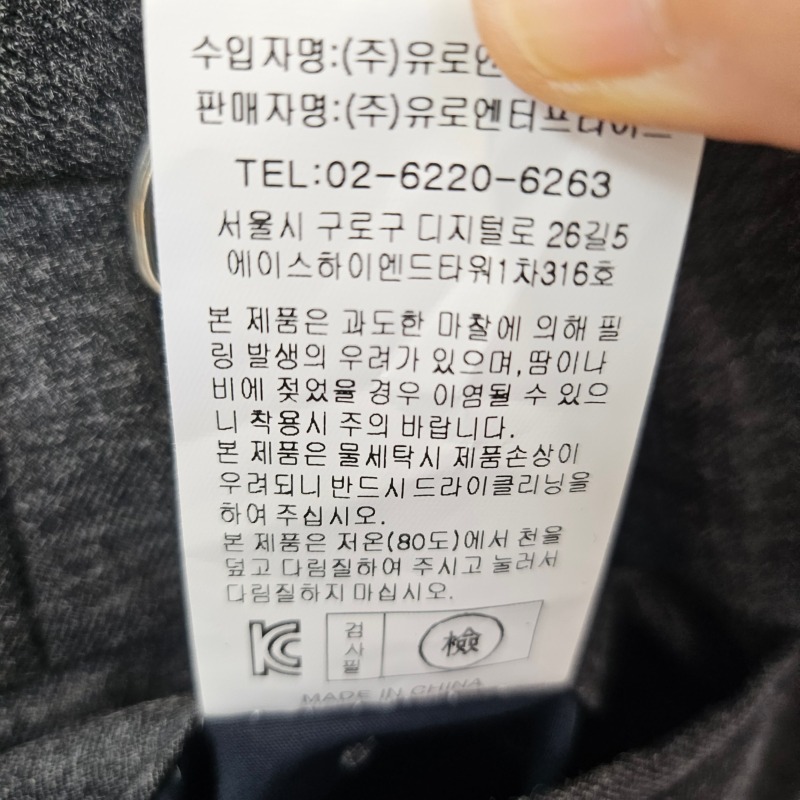 수입자명:(주)유로엔
판매자명:(주)유로엔터프라이즈
TEL:02-6220-6263
서울시 구로구 디지털로 26길5
에이스하이엔드타워1차316호
본 제품은 과도한 마찰에 의해 필
링 발생의 우려가 있으며,땀이나
비에 젖었을 경우 이염될 수 있으
니 착용시 주의 바랍니다.
본 제품은 물세탁시 제품손상이
우려되니 반드시드라이클리닝을
하여 주십시오.
본 제품은 저온(80도)에서 천을
덮고 다림질하여 주시고 눌러서
다림질하지 마십시오.
KC 검사필 檢
MADE IN CHINA